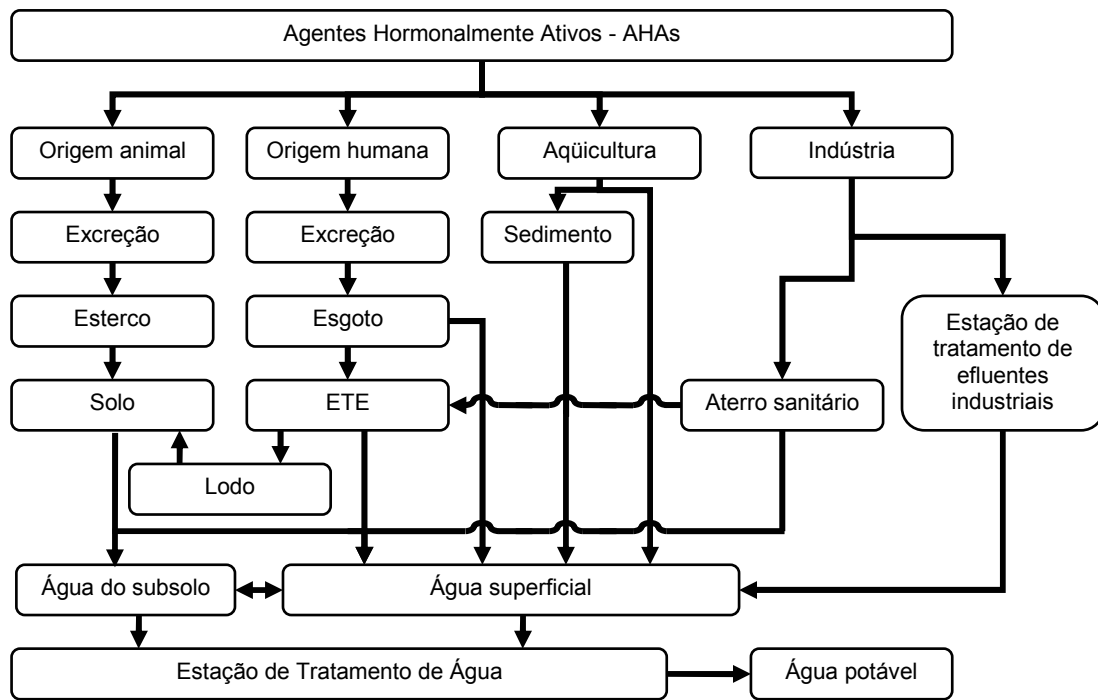 Agentes Hormonalmente Ativos - AHAs
Origem animal
Origem humana
Aqüicultura
Indústria
Excreção
Excreção
Sedimento
Esterco
Esgoto
Estação de
tratamento de
efluentes
industriais
Solo
ETE
Aterro sanitário
Lodo
Água do subsolo
Água superficial
Estação de Tratamento de Água
Água potável